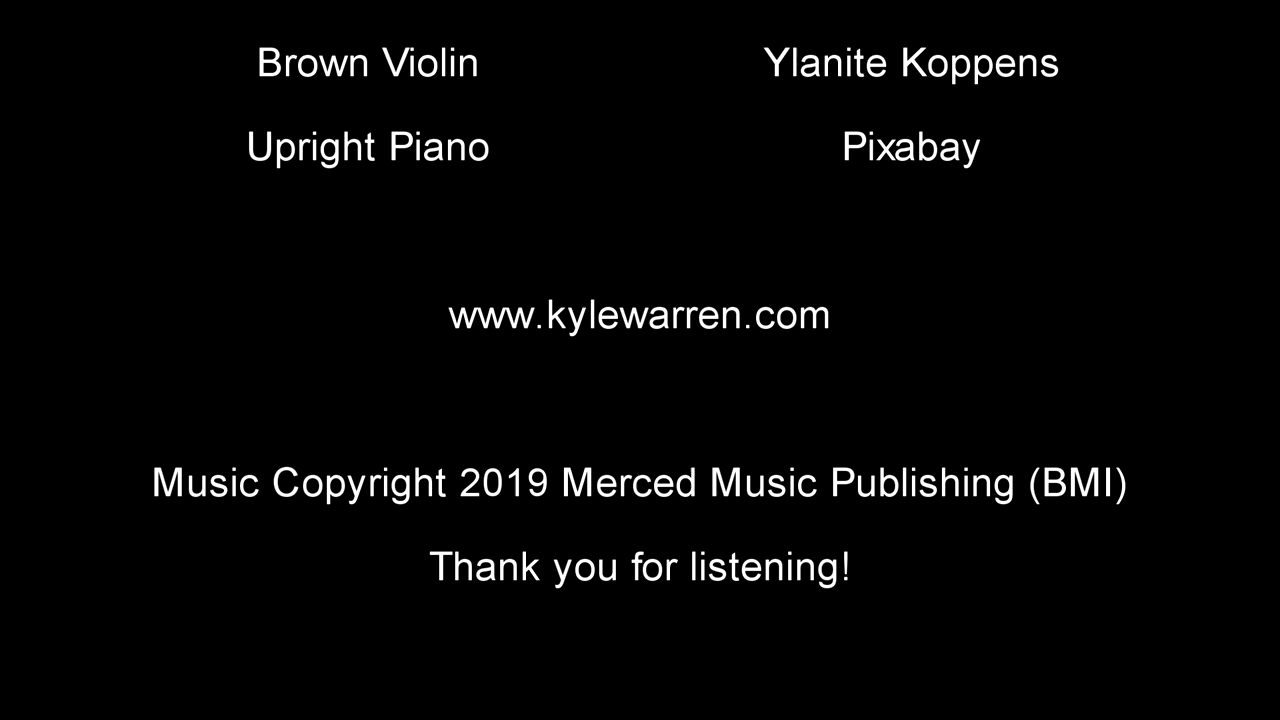 Brown Violin Ylanite Koppens
Upright Piano Pixabay
www.kylewarren.com
Music Copyright 2019 Merced Music Publishing (BMI)
Thank you for listening!